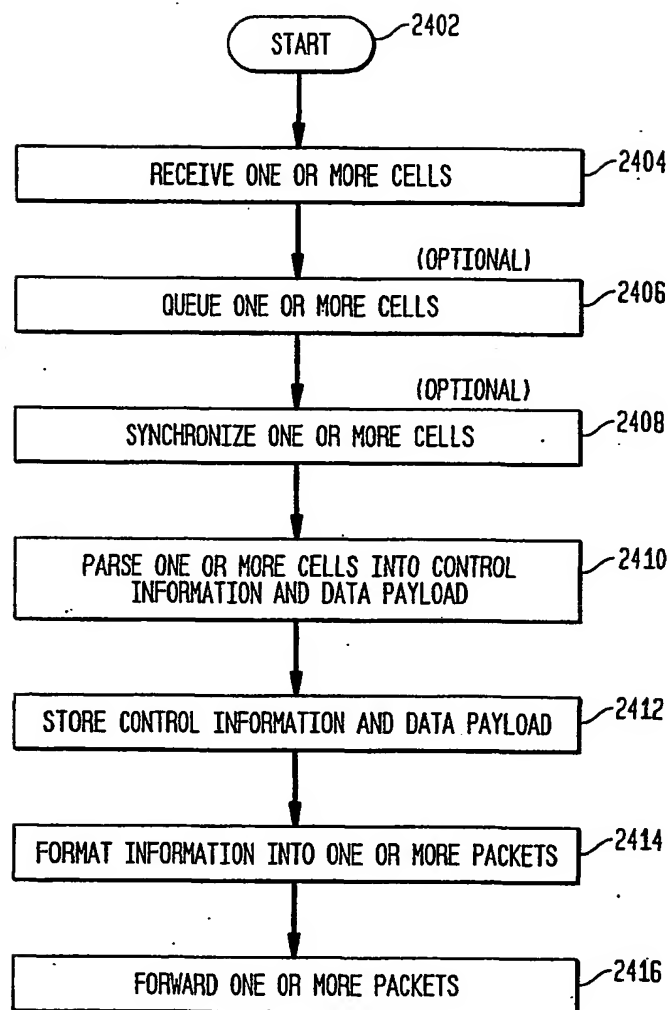 START
2402
RECEIVE ONE OR MORE CELLS
2404
(OPTIONAL)
QUEUE ONE OR MORE CELLS
2406
(OPTIONAL)
SYNCHRONIZE ONE OR MORE CELLS
2408
PARSE ONE OR MORE CELLS INTO CONTROL
INFORMATION AND DATA PAYLOAD
2410
STORE CONTROL INFORMATION AND DATA PAYLOAD
2412
FORMAT INFORMATION INTO ONE OR MORE PACKETS
2414
FORWARD ONE OR MORE PACKETS
2416